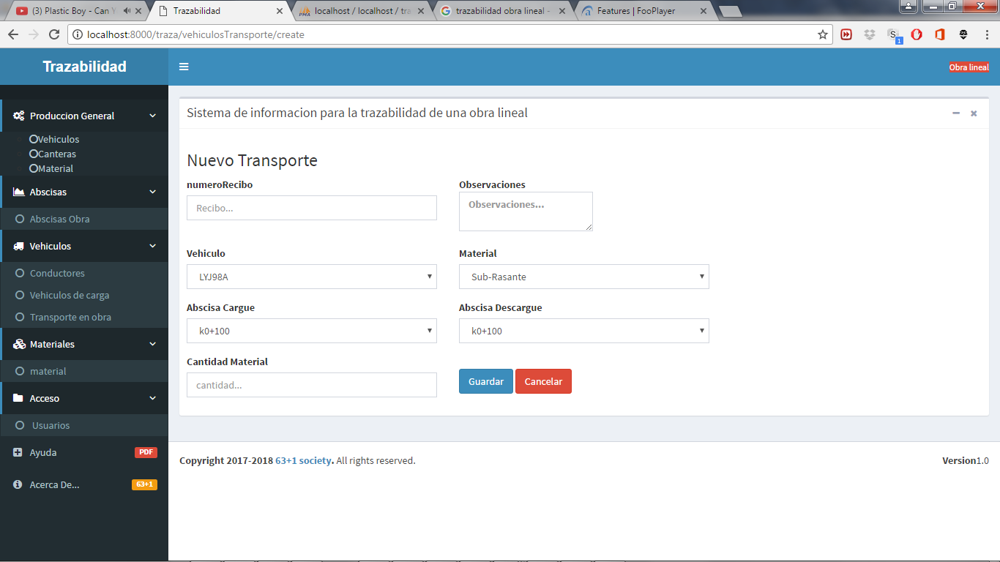 (3) Plastic Boy - Can Y
Trazabilidad
localhost / localhost / tra
trazabilidad obra lineal -
Features | FooPlayer
localhost:8000/traza/vehiculosTransporte/create
S
1
Trazabilidad
Obra lineal
Produccion General
Vehiculos
Canteras
Material
Abscisas
Abscisas Obra
Vehiculos
Conductores
Vehiculos de carga
Transporte en obra
Materiales
material
Acceso
Usuarios
Ayuda
PDF
Acerca De...
63+1
Sistema de informacion para la trazabilidad de una obra lineal
Nuevo Transporte
numeroRecibo
Observaciones
Recibo...
Observaciones...
Vehiculo
Material
LYJ98A
Sub-Rasante
Abscisa Cargue
Abscisa Descargue
k0+100
k0+100
Cantidad Material
cantidad...
Guardar
Cancelar
Copyright 2017-2018 63+1 society. All rights reserved.
Version1.0